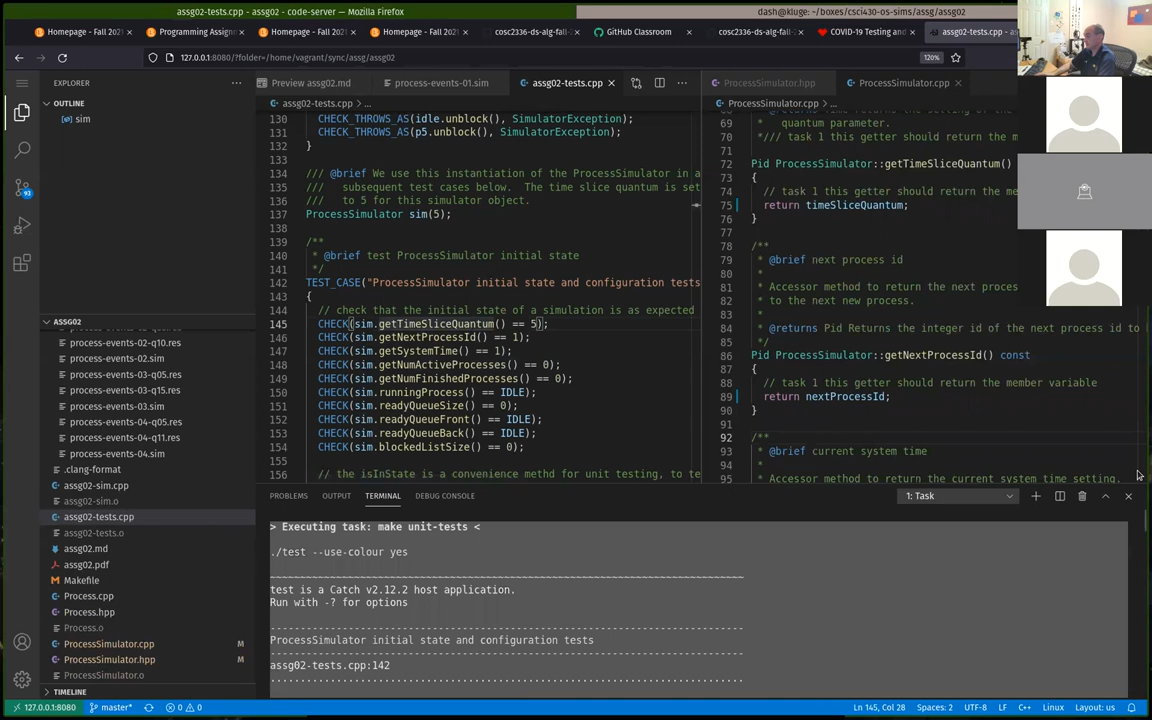 assg02-tests.cpp - assg02 - code-server — Mozilla Firefox
dash@kluge: ~/boxes/csci430-os-sims/assg/assg02
Homepage - Fall 202
Programming Assign
Homepage - Fall 202
Homepage - Fall 202
cosc2336-ds-alg-fall-2
GitHub Classroom
cosc2336-ds-alg-fall-2
COVID-19 Testing an
assg02-tests.cpp - as
127.0.0.1:8080/?folder=/home/vagrant/sync/assg/assg02
120%
EXPLORER
OUTLINE
sim
ASSG02
process-events-02-q10.res
process-events-02.sim
process-events-03-q05.res
process-events-03-q15.res
process-events-03.sim
process-events-04-q05.res
process-events-04-q11.res
process-events-04.sim
.clang-format
assg02-sim.cpp
assg02-sim.o
assg02-tests.cpp
assg02-tests.o
assg02.md
assg02.pdf
Makefile
Process.cpp
Process.hpp
Process.o
ProcessSimulator.cpp M
ProcessSimulator.hpp M
ProcessSimulator.o
TIMELINE
92
Preview assg02.md
process-events-01.sim
assg02-tests.cpp
assg02-tests.cpp > ...
130 CHECK_THROWS_AS(idle.unblock(), SimulatorException);
131 CHECK_THROWS_AS(p5.unblock(), SimulatorException);
132 }
133
134 /// @brief We use this instantiation of the ProcessSimulator in a
135 /// subsequent test cases below. The time slice quantum is set
136 /// to 5 for this simulator object.
137 ProcessSimulator sim(5);
138
139 /**
140 * @brief test ProcessSimulator initial state
141 */
142 TEST_CASE("ProcessSimulator initial state and configuration tests
143 {
144 // check that the initial state of a simulation is as expected
145 CHECK(sim.getTimeSliceQuantum() == 5);
146 CHECK(sim.getNextProcessId() == 1);
147 CHECK(sim.getSystemTime() == 1);
148 CHECK(sim.getNumActiveProcesses() == 0);
149 CHECK(sim.getNumFinishedProcesses() == 0);
150 CHECK(sim.runningProcess() == IDLE);
151 CHECK(sim.readyQueueSize() == 0);
152 CHECK(sim.readyQueueFront() == IDLE);
153 CHECK(sim.readyQueueBack() == IDLE);
154 CHECK(sim.blockedListSize() == 0);
155
156 // the isInState is a convenience methd for unit testing, to te
ProcessSimulator.hpp
ProcessSimulator.cpp
ProcessSimulator.cpp > ...
69 * quantum parameter.
70 */// task 1 this getter should return the m
71
72 Pid ProcessSimulator::getTimeSliceQuantum()
73 {
74 // task 1 this getter should return the me
75 return timeSliceQuantum;
76 }
77
78 /**
79 * @brief next process id
80 *
81 * Accessor method to return the next proces
82 * to the next new process.
83 *
84 * @returns Pid Returns the integer id of the next process id to
85 */
86 Pid ProcessSimulator::getNextProcessId() const
87 {
88 // task 1 this getter should return the member variable
89 return nextProcessId;
90 }
91
92 /**
93 * @brief current system time
94 *
95 * Accessor method to return the current system time setting.
PROBLEMS OUTPUT TERMINAL DEBUG CONSOLE
1: Task
> Executing task: make unit-tests <
./test --use-colour yes
~~~~~~~~~~~~~~~~~~~~~~~~~~~~~~~~~~~~~~~~~~~~~~~~~~~~~~~~~~~~~~~~~~~~~~~~~~~~~~~
test is a Catch v2.12.2 host application.
Run with -? for options
-------------------------------------------------------------------------------
ProcessSimulator initial state and configuration tests
-------------------------------------------------------------------------------
assg02-tests.cpp:142
...............................................................................
127.0.0.1:8080
master*
0 0
Ln 145, Col 28
Spaces: 2
UTF-8
LF
C++
Linux
Layout: us